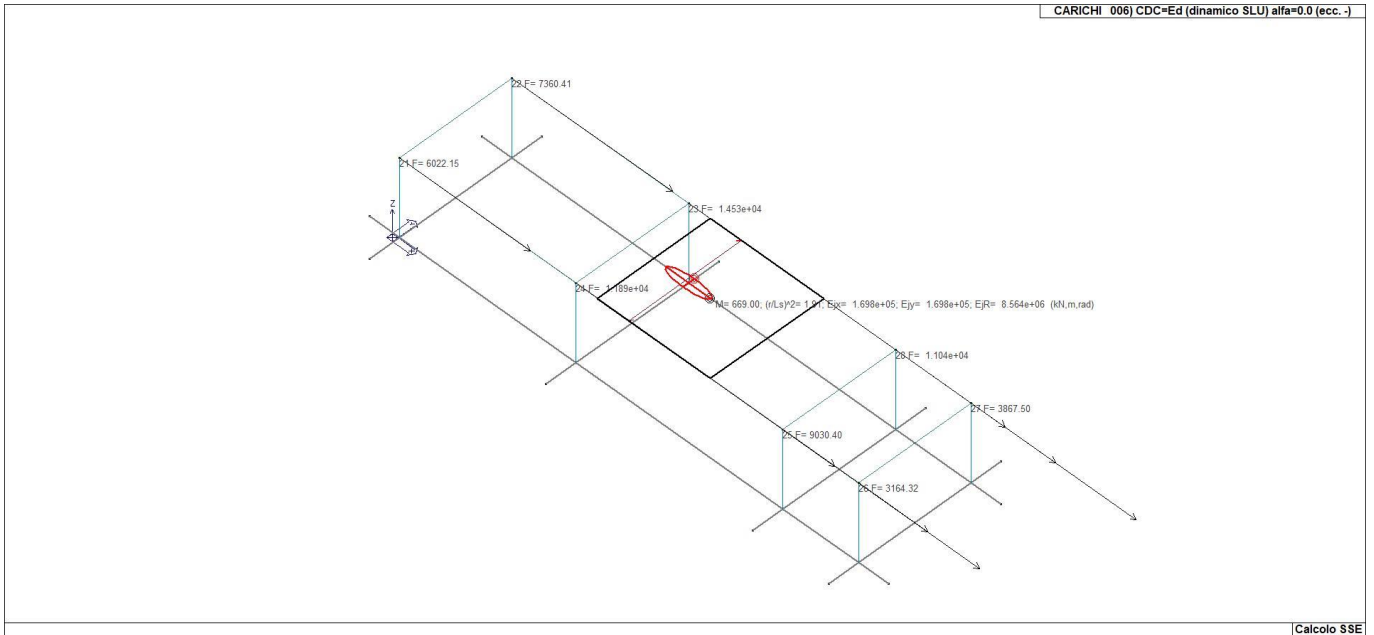 CARICHI 006) CDC=Ed (dinamico SLU) alfa=0.0 (ecc. -)
22 F= 7360.41
21 F= 6022.15
Z
23 F= 1.453e+04
24 F= 1.189e+04
M= 669.00; (r/Ls)^2= 1.91; Ejx= 1.698e+05; Ejy= 1.698e+05; EjR= 8.564e+06 (kN,m,rad)
28 F= 1.104e+04
27 F= 3867.50
25 F= 9030.40
26 F= 3164.32
Calcolo SSE